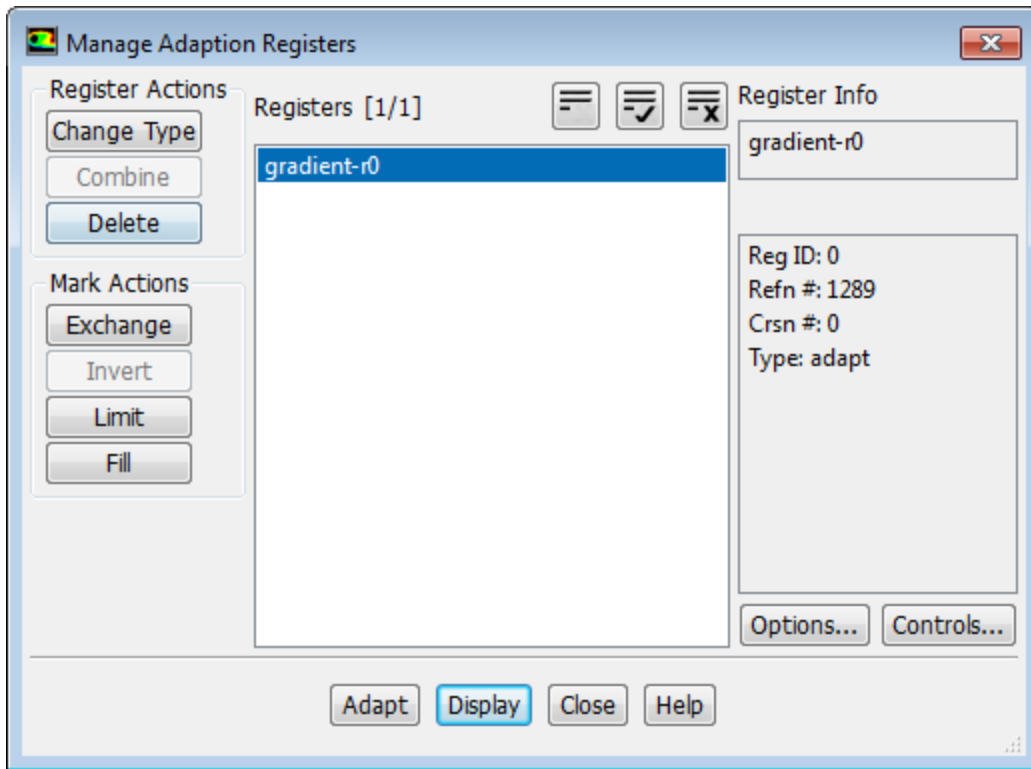 Manage Adaption Registers
Register Actions
Change Type
Combine
Delete
Mark Actions
Exchange
Invert
Limit
Fill
Registers [1/1]
gradient-r0
Register Info
gradient-r0
Reg ID: 0
Refn #: 1289
Crsn #: 0
Type: adapt
Options... Controls...
Adapt Display Close Help